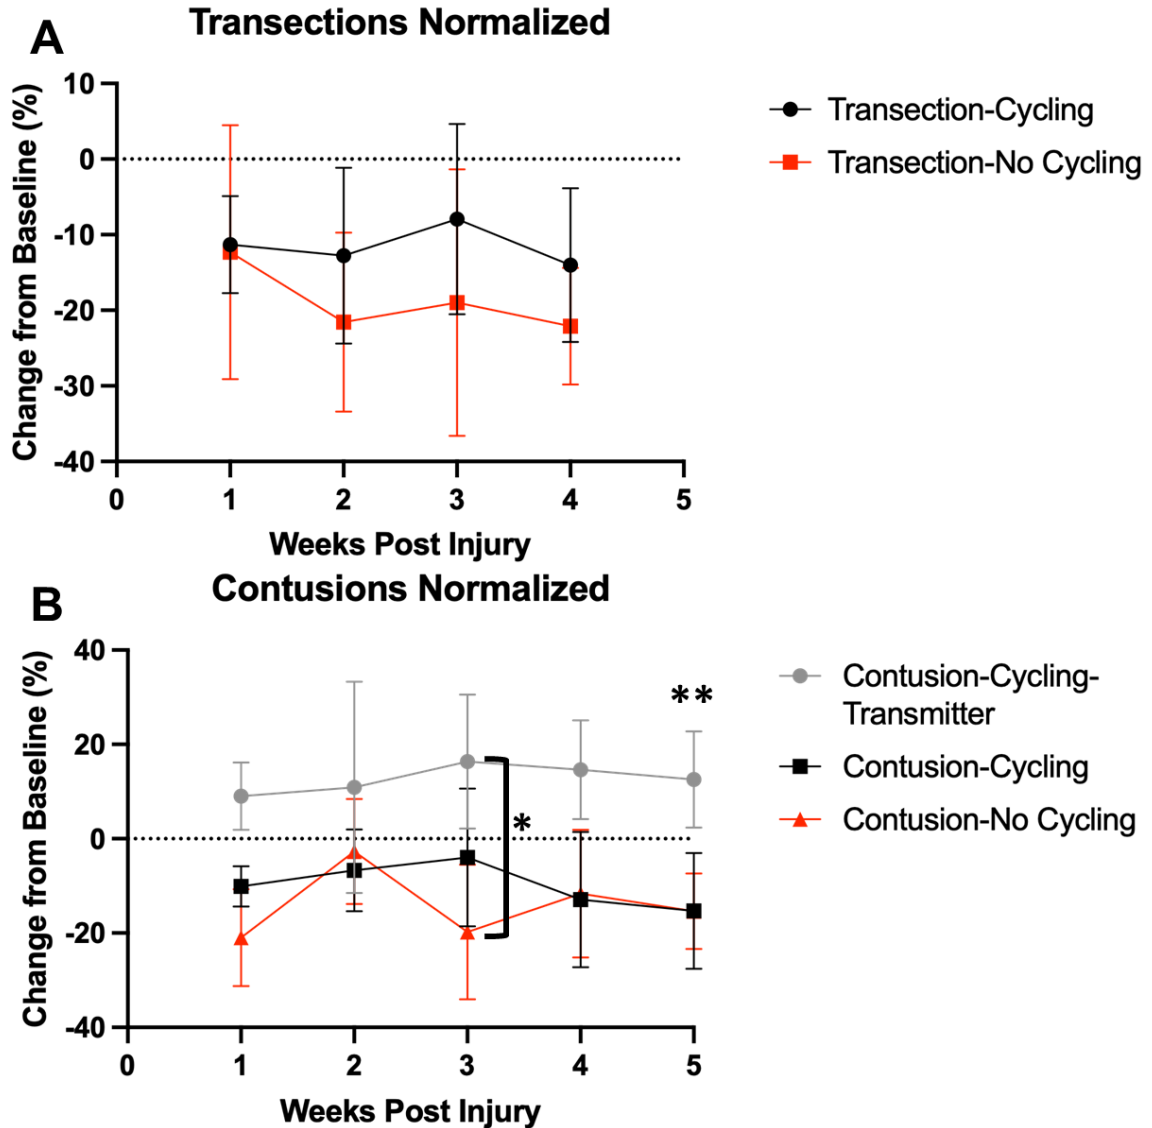 A
Transections Normalized
Change from Baseline (%)
10
0
-10
-20
-30
-40
0 1 2 3 4 5
Weeks Post Injury
Transection-Cycling
Transection-No Cycling
B
Contusions Normalized
Change from Baseline (%)
40
20
0
-20
-40
*
**
0 1 2 3 4 5
Weeks Post Injury
Contusion-Cycling-
Transmitter
Contusion-Cycling
Contusion-No Cycling